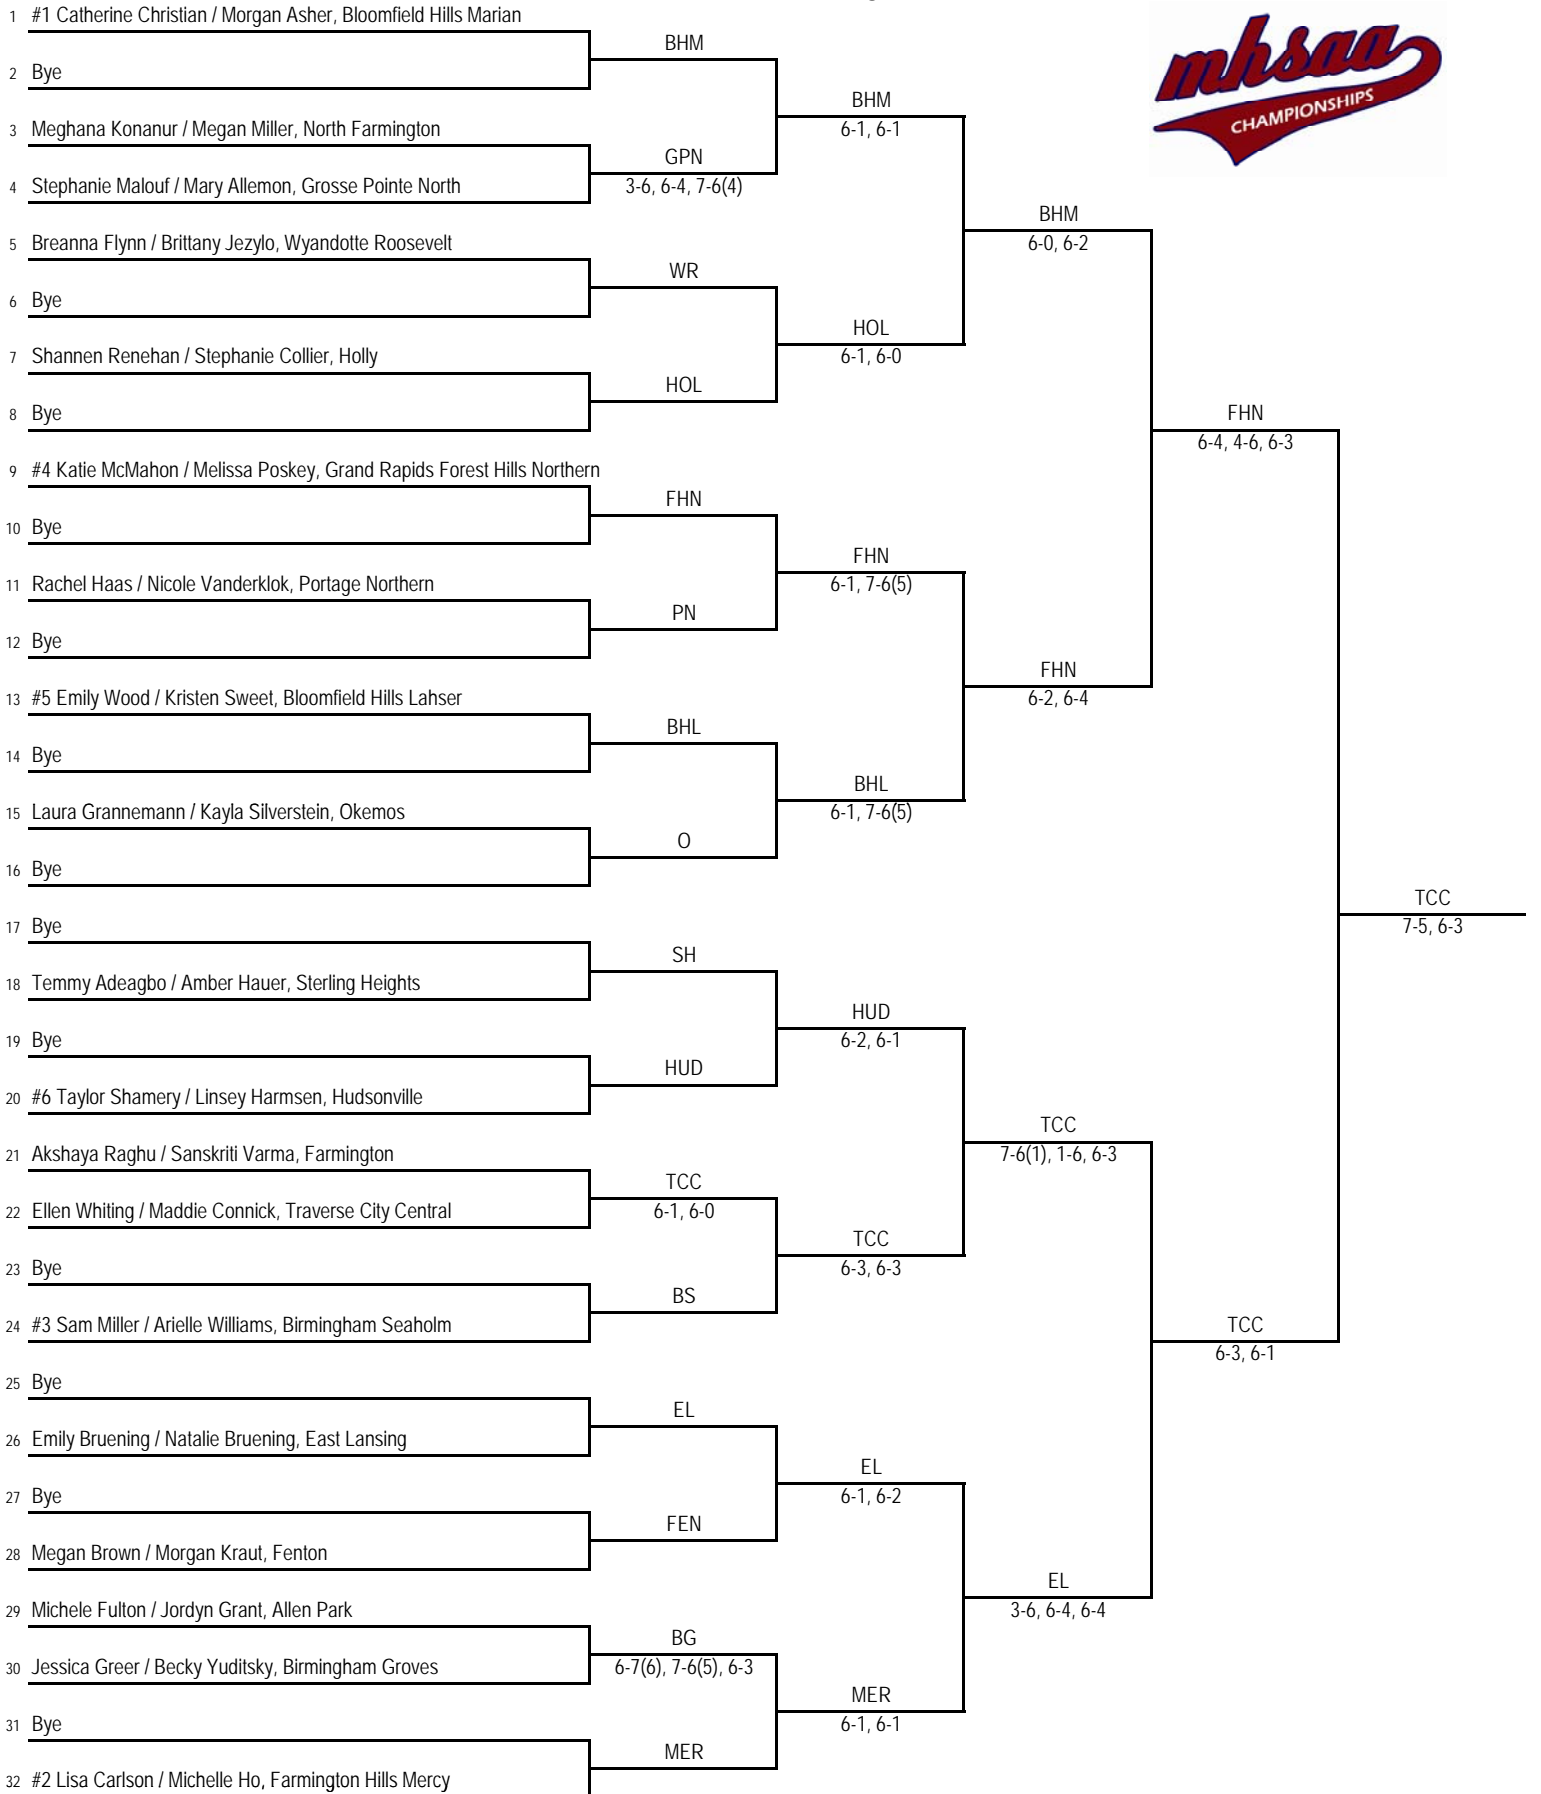 mhsaa
CHAMPIONSHIPS
1 #1 Catherine Christian / Morgan Asher, Bloomfield Hills Marian
BHM
2 Bye
BHM
6-1, 6-1
3 Meghana Konanur / Megan Miller, North Farmington
GPN
3-6, 6-4, 7-6(4)
4 Stephanie Malouf / Mary Allemon, Grosse Pointe North
BHM
6-0, 6-2
5 Breanna Flynn / Brittany Jezylo, Wyandotte Roosevelt
WR
6 Bye
HOL
6-1, 6-0
7 Shannen Renehan / Stephanie Collier, Holly
HOL
8 Bye
FHN
6-4, 4-6, 6-3
9 #4 Katie McMahon / Melissa Poskey, Grand Rapids Forest Hills Northern
FHN
10 Bye
FHN
6-1, 7-6(5)
11 Rachel Haas / Nicole Vanderklok, Portage Northern
PN
12 Bye
FHN
6-2, 6-4
13 #5 Emily Wood / Kristen Sweet, Bloomfield Hills Lahser
BHL
14 Bye
BHL
6-1, 7-6(5)
15 Laura Grannemann / Kayla Silverstein, Okemos
O
16 Bye
TCC
7-5, 6-3
17 Bye
SH
18 Temmy Adeagbo / Amber Hauer, Sterling Heights
HUD
6-2, 6-1
19 Bye
HUD
20 #6 Taylor Shamery / Linsey Harmsen, Hudsonville
TCC
7-6(1), 1-6, 6-3
21 Akshaya Raghu / Sanskriti Varma, Farmington
TCC
6-1, 6-0
22 Ellen Whiting / Maddie Connick, Traverse City Central
TCC
6-3, 6-3
23 Bye
BS
24 #3 Sam Miller / Arielle Williams, Birmingham Seaholm
TCC
6-3, 6-1
25 Bye
EL
26 Emily Bruening / Natalie Bruening, East Lansing
EL
6-1, 6-2
27 Bye
FEN
28 Megan Brown / Morgan Kraut, Fenton
EL
3-6, 6-4, 6-4
29 Michele Fulton / Jordyn Grant, Allen Park
BG
6-7(6), 7-6(5), 6-3
30 Jessica Greer / Becky Yuditsky, Birmingham Groves
MER
6-1, 6-1
31 Bye
MER
32 #2 Lisa Carlson / Michelle Ho, Farmington Hills Mercy